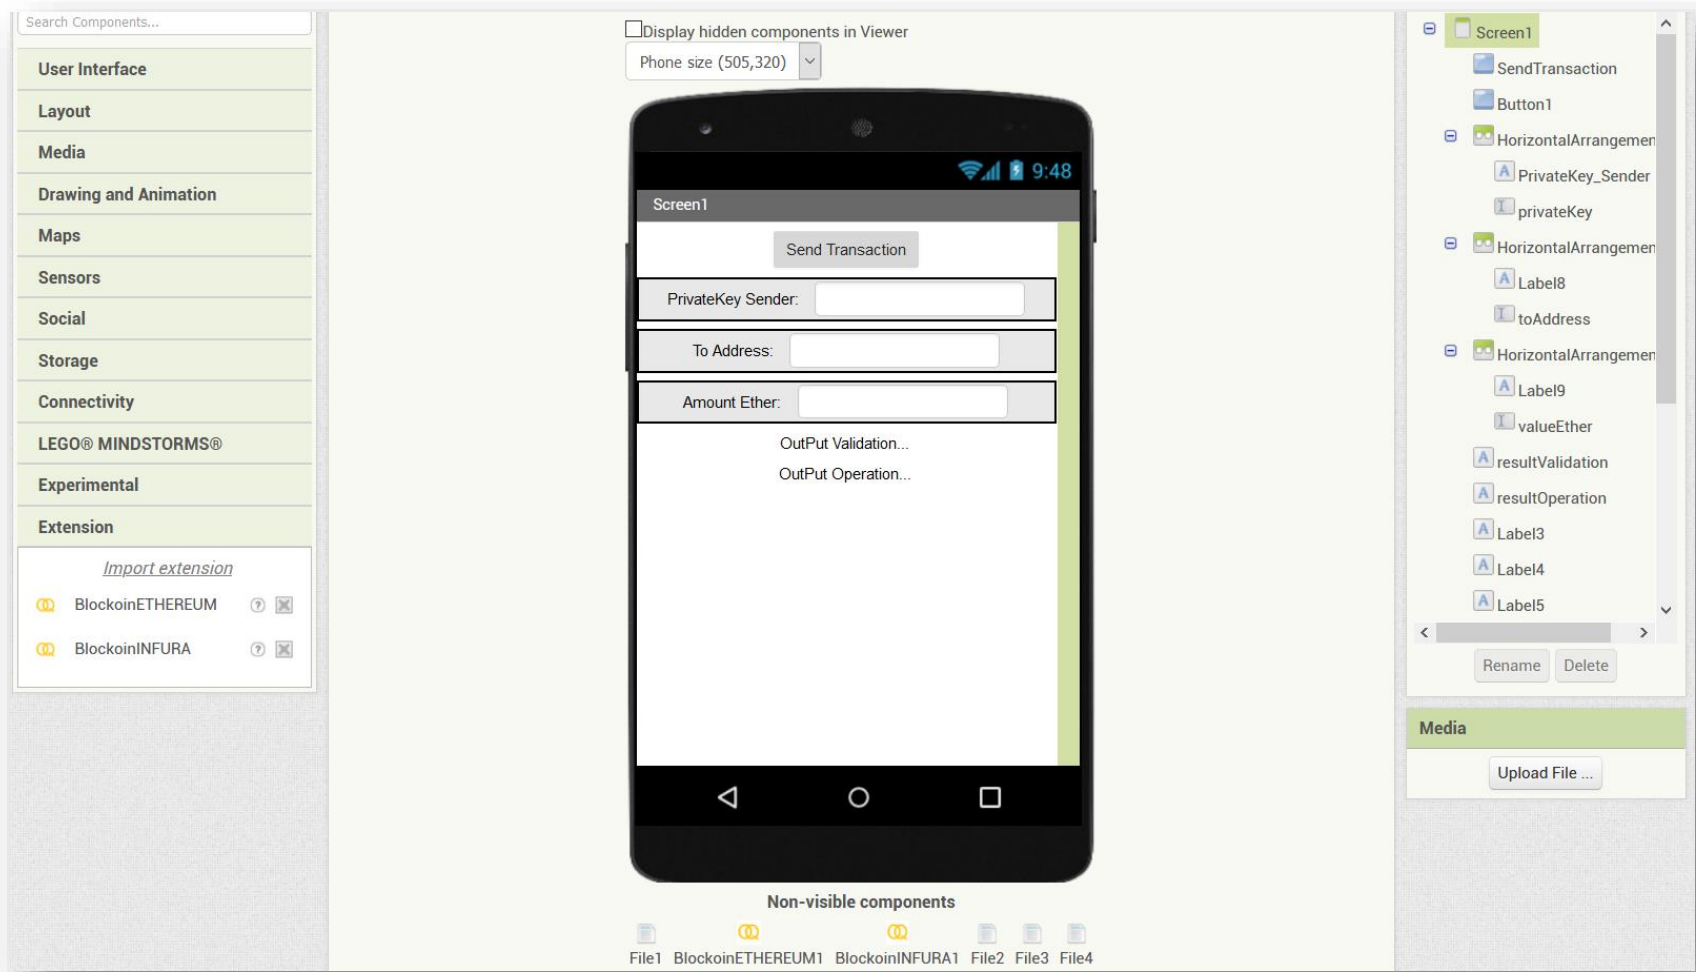 Search Components...
User Interface
Layout
Media
Drawing and Animation
Maps
Sensors
Social
Storage
Connectivity
LEGO® MINDSTORMS®
Experimental
Extension
Import extension
BlockoinETHEREUM
BlockoinINFURA
Display hidden components in Viewer
Phone size (505,320)
9:48
Screen1
Send Transaction
PrivateKey Sender:
To Address:
Amount Ether:
OutPut Validation...
OutPut Operation...
Non-visible components
File1 BlockoinETHEREUM1 BlockoinINFURA1 File2 File3 File4
Screen1
SendTransaction
Button1
HorizontalArrangemen
PrivateKey_Sender
privateKey
HorizontalArrangemen
Label8
toAddress
HorizontalArrangemen
Label9
valueEther
resultValidation
resultOperation
Label3
Label4
Label5
Rename Delete
Media
Upload File ...